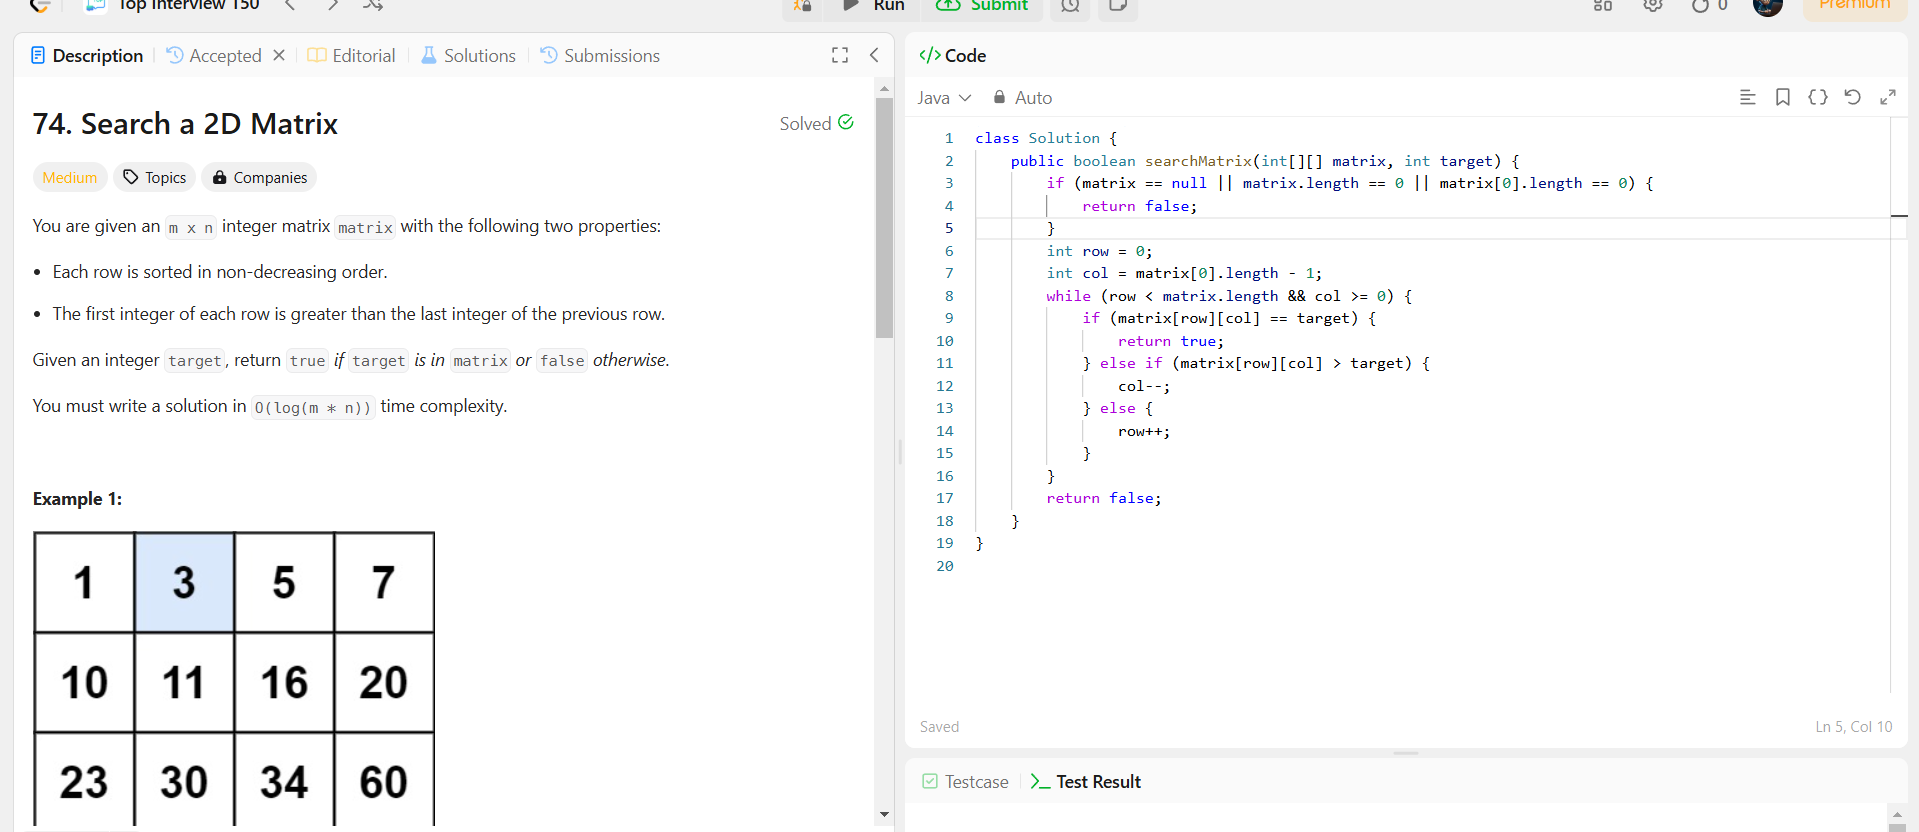 Top Interview 150
Run
Submit
0
Premium
Description
Accepted
Editorial
Solutions
Submissions
74. Search a 2D Matrix
Solved
Medium
Topics
Companies
You are given an m x n integer matrix matrix with the following two properties:
• Each row is sorted in non-decreasing order.
• The first integer of each row is greater than the last integer of the previous row.
Given an integer target, return true if target is in matrix or false otherwise.
You must write a solution in O(log(m * n)) time complexity.
Example 1:
1 3 5 7
10 11 16 20
23 30 34 60
</> Code
Java
Auto
1 class Solution {
2     public boolean searchMatrix(int[][] matrix, int target) {
3         if (matrix == null || matrix.length == 0 || matrix[0].length == 0) {
4             return false;
5         }
6         int row = 0;
7         int col = matrix[0].length - 1;
8         while (row < matrix.length && col >= 0) {
9             if (matrix[row][col] == target) {
10                 return true;
11             } else if (matrix[row][col] > target) {
12                 col--;
13             } else {
14                 row++;
15             }
16         }
17         return false;
18     }
19 }
20
Saved
Ln 5, Col 10
Testcase
Test Result